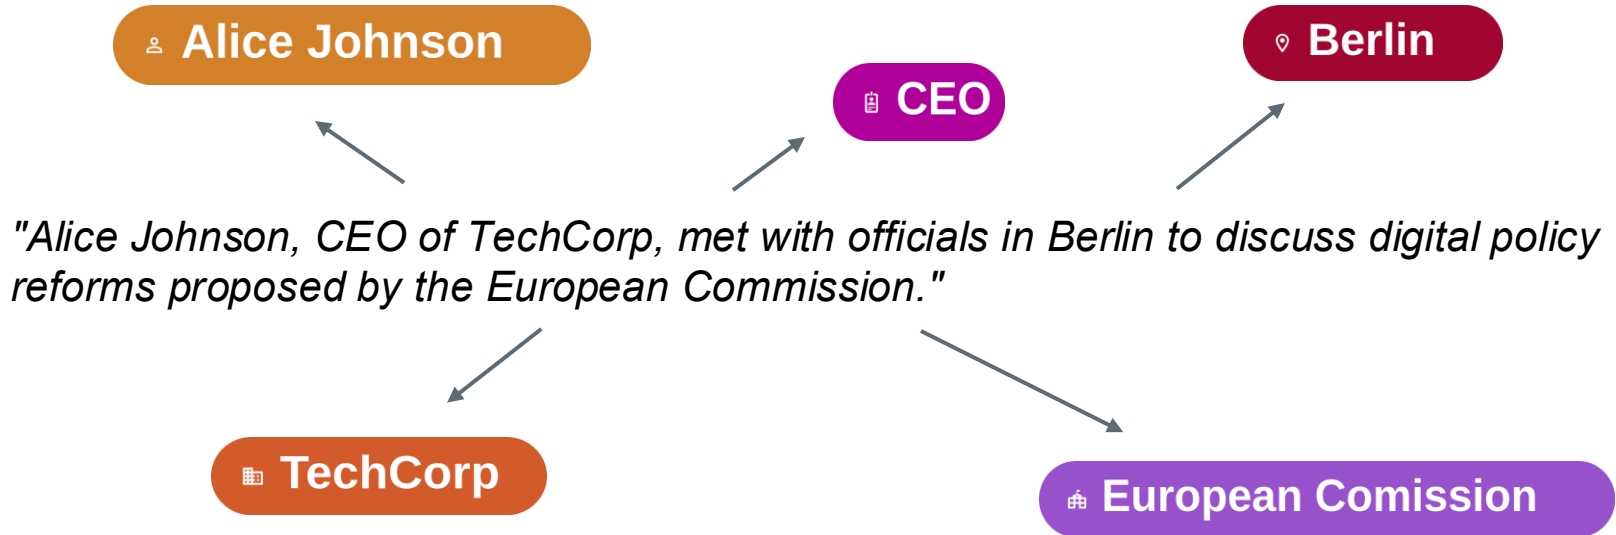 Alice Johnson
Berlin
CEO
"Alice Johnson, CEO of TechCorp, met with officials in Berlin to discuss digital policy
reforms proposed by the European Commission."
TechCorp
European Comission